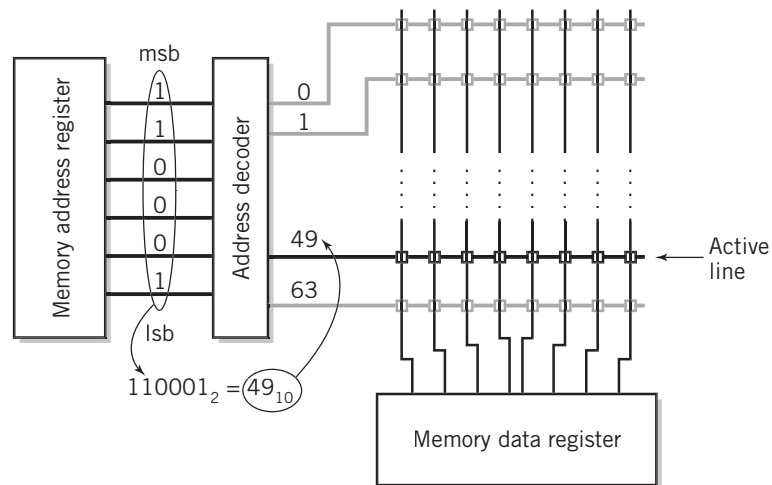 msb
Memory address register
1
1
0
0
0
1
lsb
Address decoder
0
1
49
63
Active
line
110001₂ = 49₁₀
Memory data register